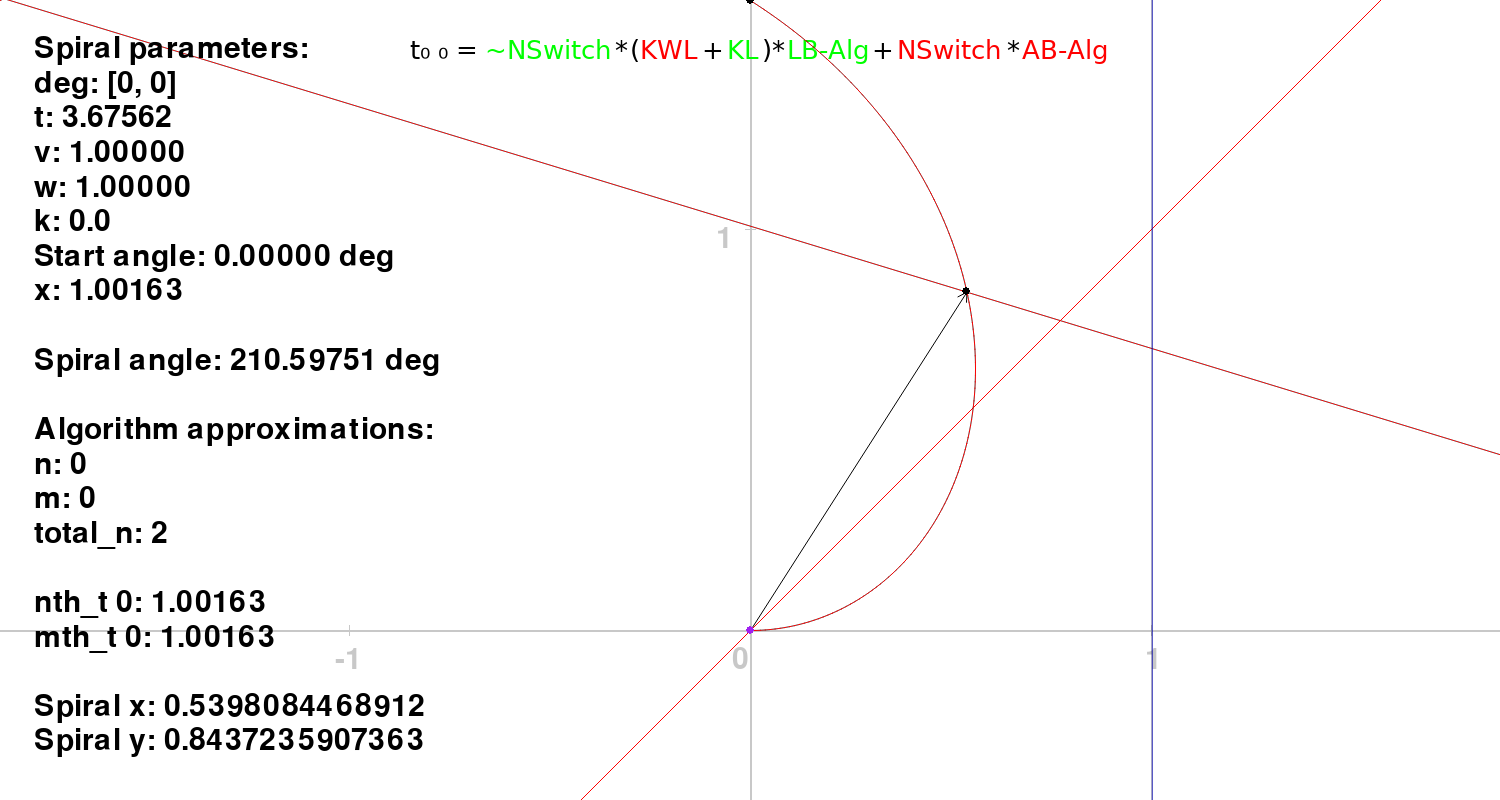 Spiral parameters:
t₀ ₀ = ~NSwitch*(KWL+KL)*LB-Alg+NSwitch*AB-Alg
deg: [0, 0]
t: 3.67562
v: 1.00000
w: 1.00000
k: 0.0
Start angle: 0.00000 deg
x: 1.00163
1
Spiral angle: 210.59751 deg
Algorithm approximations:
n: 0
m: 0
total_n: 2
nth_t 0: 1.00163
mth_t 0: 1.00163
-1 0 1
Spiral x: 0.5398084468912
Spiral y: 0.8437235907363